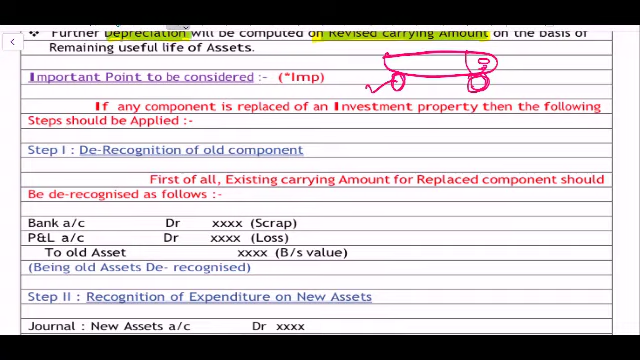 Further Depreciation will be computed on Revised carrying Amount on the basis of
Remaining useful life of Assets.
Important Point to be considered :- (*Imp)
If any component is replaced of an Investment property then the following
Steps should be Applied :-
Step I : De-Recognition of old component
First of all, Existing carrying Amount for Replaced component should
Be de-recognised as follows :-
Bank a/c Dr xxxx (Scrap)
P&L a/c Dr xxxx (Loss)
To old Asset xxxx (B/s value)
(Being old Assets De- recognised)
Step II : Recognition of Expenditure on New Assets
Journal : New Assets a/c Dr xxxx